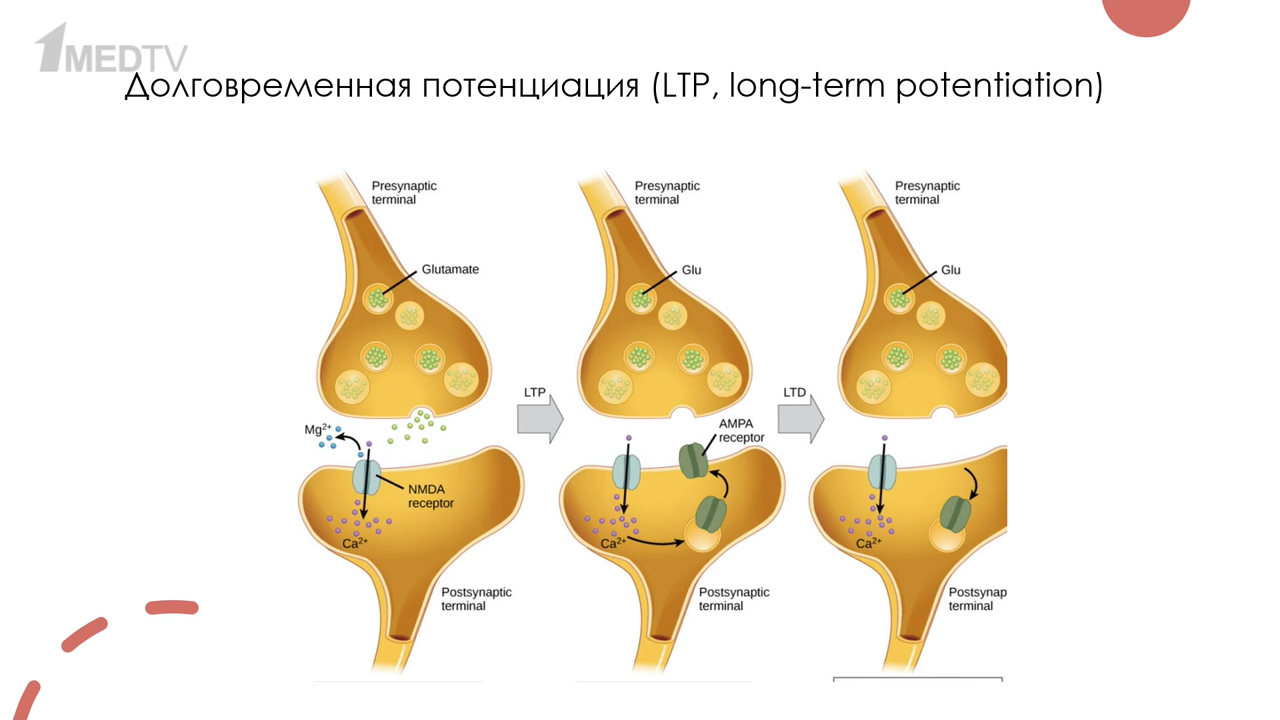 1MEDTV
Долговременная потенциация (LTP, long-term potentiation)
Presynaptic
terminal
Glutamate
Mg²⁺
NMDA
receptor
Ca²⁺
Postsynaptic
terminal
LTP
Presynaptic
terminal
Glu
AMPA
receptor
Ca²⁺
Postsynaptic
terminal
LTD
Presynaptic
terminal
Glu
Ca²⁺
Postsynap
terminal